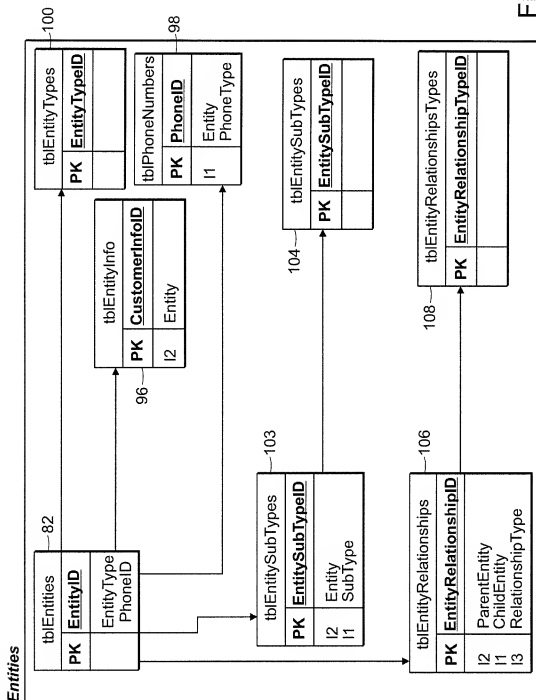 Entities
tblEntities
82
PK EntityID
EntityType
PhoneID
tblEntityTypes
100
PK EntityTypeID
tblEntityInfo
96
PK CustomerInfoID
I2 Entity
tblPhoneNumbers
98
PK PhoneID
I1 Entity
PhoneType
tblEntitySubTypes
103
PK EntitySubTypeID
I2 Entity
I1 SubType
tblEntitySubTypes
104
PK EntitySubTypeID
tblEntityRelationships
106
PK EntityRelationshipID
I2 ParentEntity
I1 ChildEntity
I3 RelationshipType
tblEntityRelationshipsTypes
108
PK EntityRelationshipTypeID